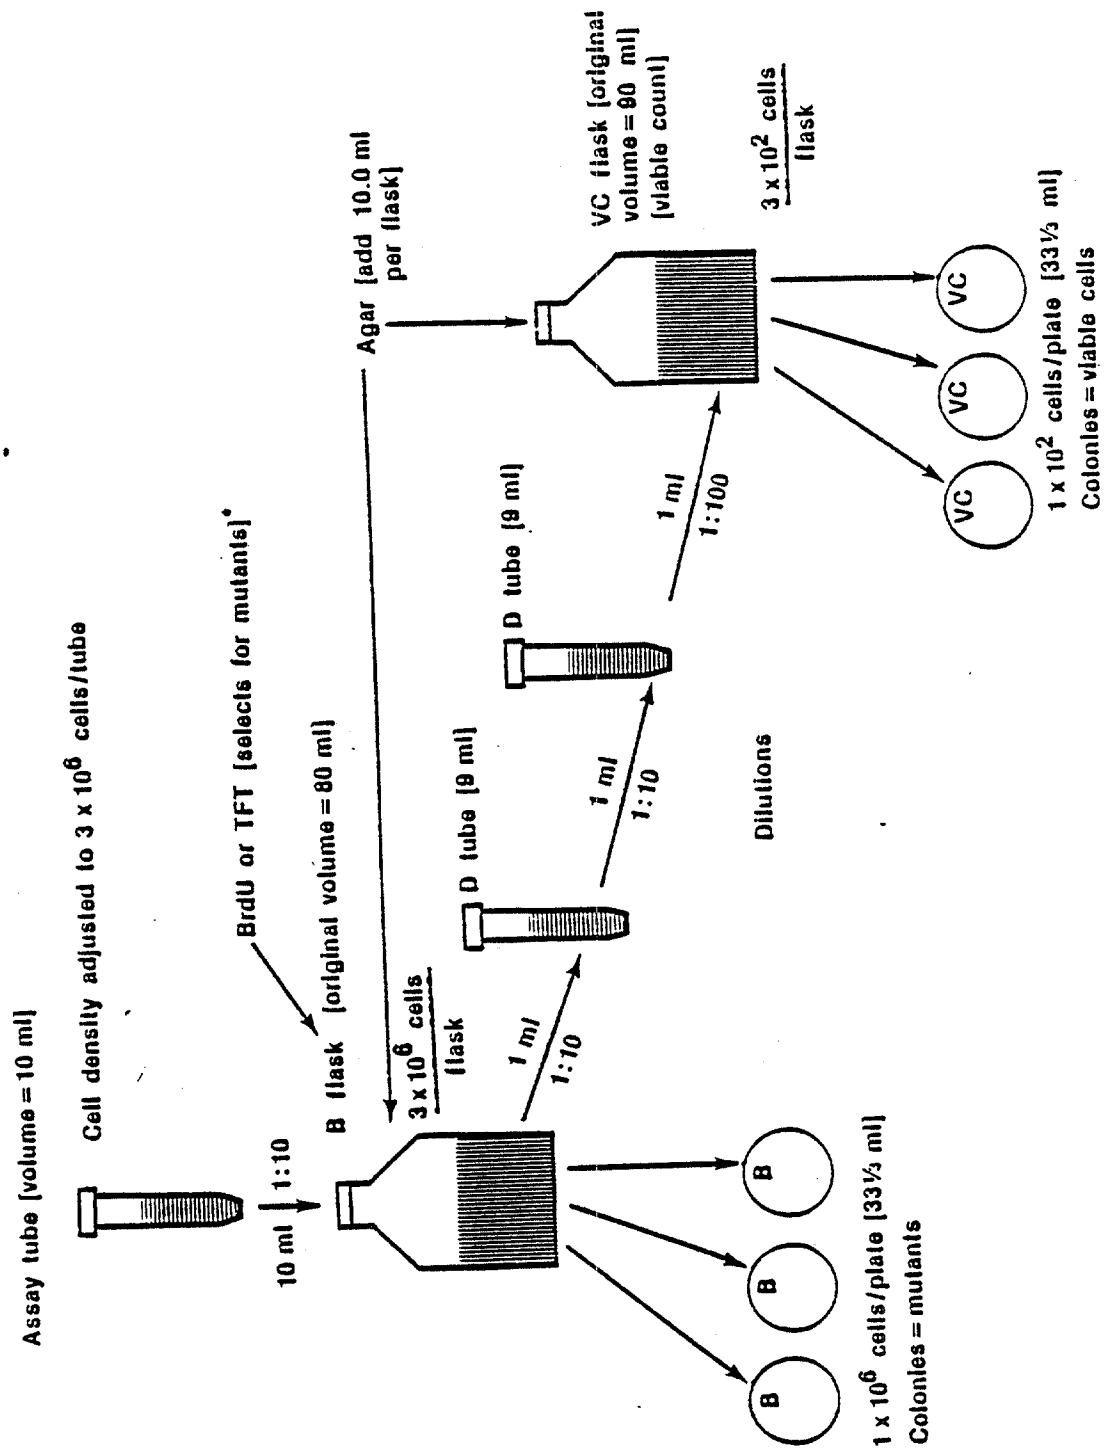 Assay tube [volume = 10 ml]
Cell density adjusted to 3 x 10⁶ cells/tube
10 ml 1:10
BrdU or TFT [selects for mutants]*
B flask [original volume = 80 ml]
3 x 10⁶ cells
flask
Agar [add 10.0 ml
per flask]
1 ml
1:10
D tube [9 ml]
1 ml
1:10
D tube [9 ml]
1 ml
1:100
Dilutions
VC flask [original
volume = 90 ml]
[viable count]
3 x 10² cells
flask
B
B
B
1 x 10⁶ cells/plate [33⅓ ml]
Colonies = mutants
VC
VC
VC
1 x 10² cells/plate [33⅓ ml]
Colonies = viable cells